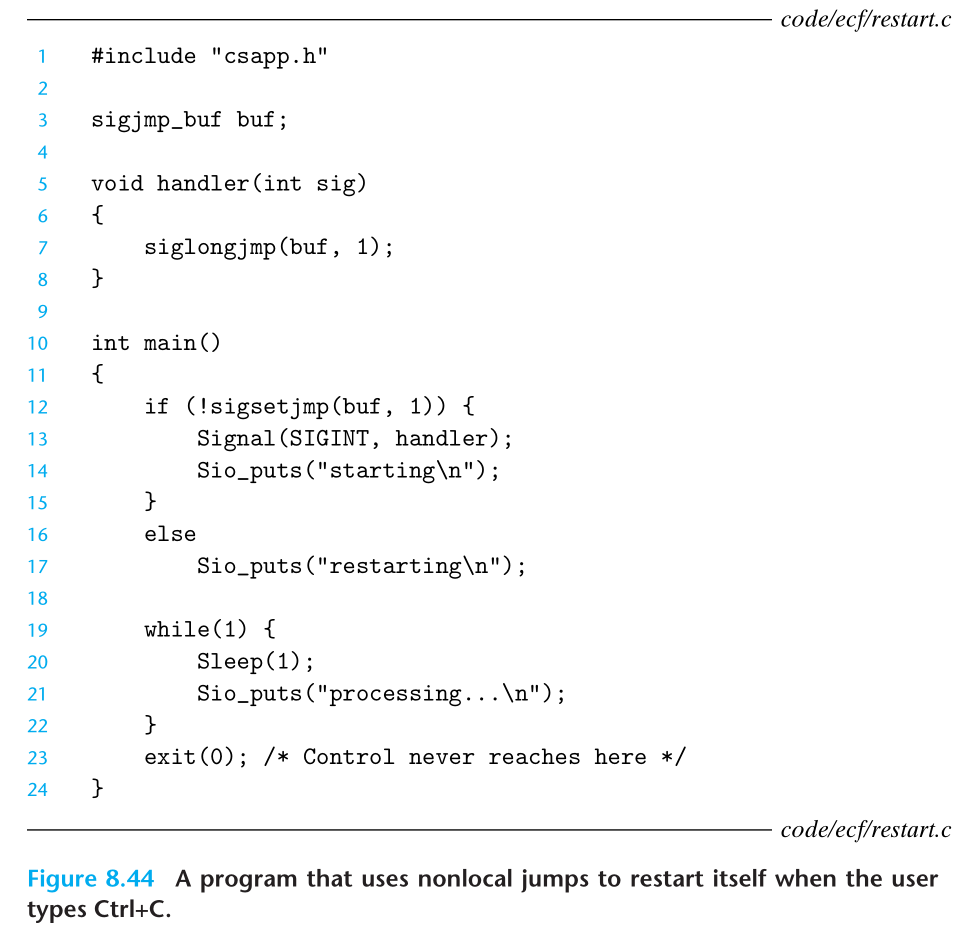 code/ecf/restart.c
1 #include "csapp.h"
2
3 sigjmp_buf buf;
4
5 void handler(int sig)
6 {
7     siglongjmp(buf, 1);
8 }
9
10 int main()
11 {
12     if (!sigsetjmp(buf, 1)) {
13         Signal(SIGINT, handler);
14         Sio_puts("starting\n");
15     }
16     else
17         Sio_puts("restarting\n");
18
19     while(1) {
20         Sleep(1);
21         Sio_puts("processing...\n");
22     }
23     exit(0); /* Control never reaches here */
24 }
code/ecf/restart.c
Figure 8.44 A program that uses nonlocal jumps to restart itself when the user
types Ctrl+C.